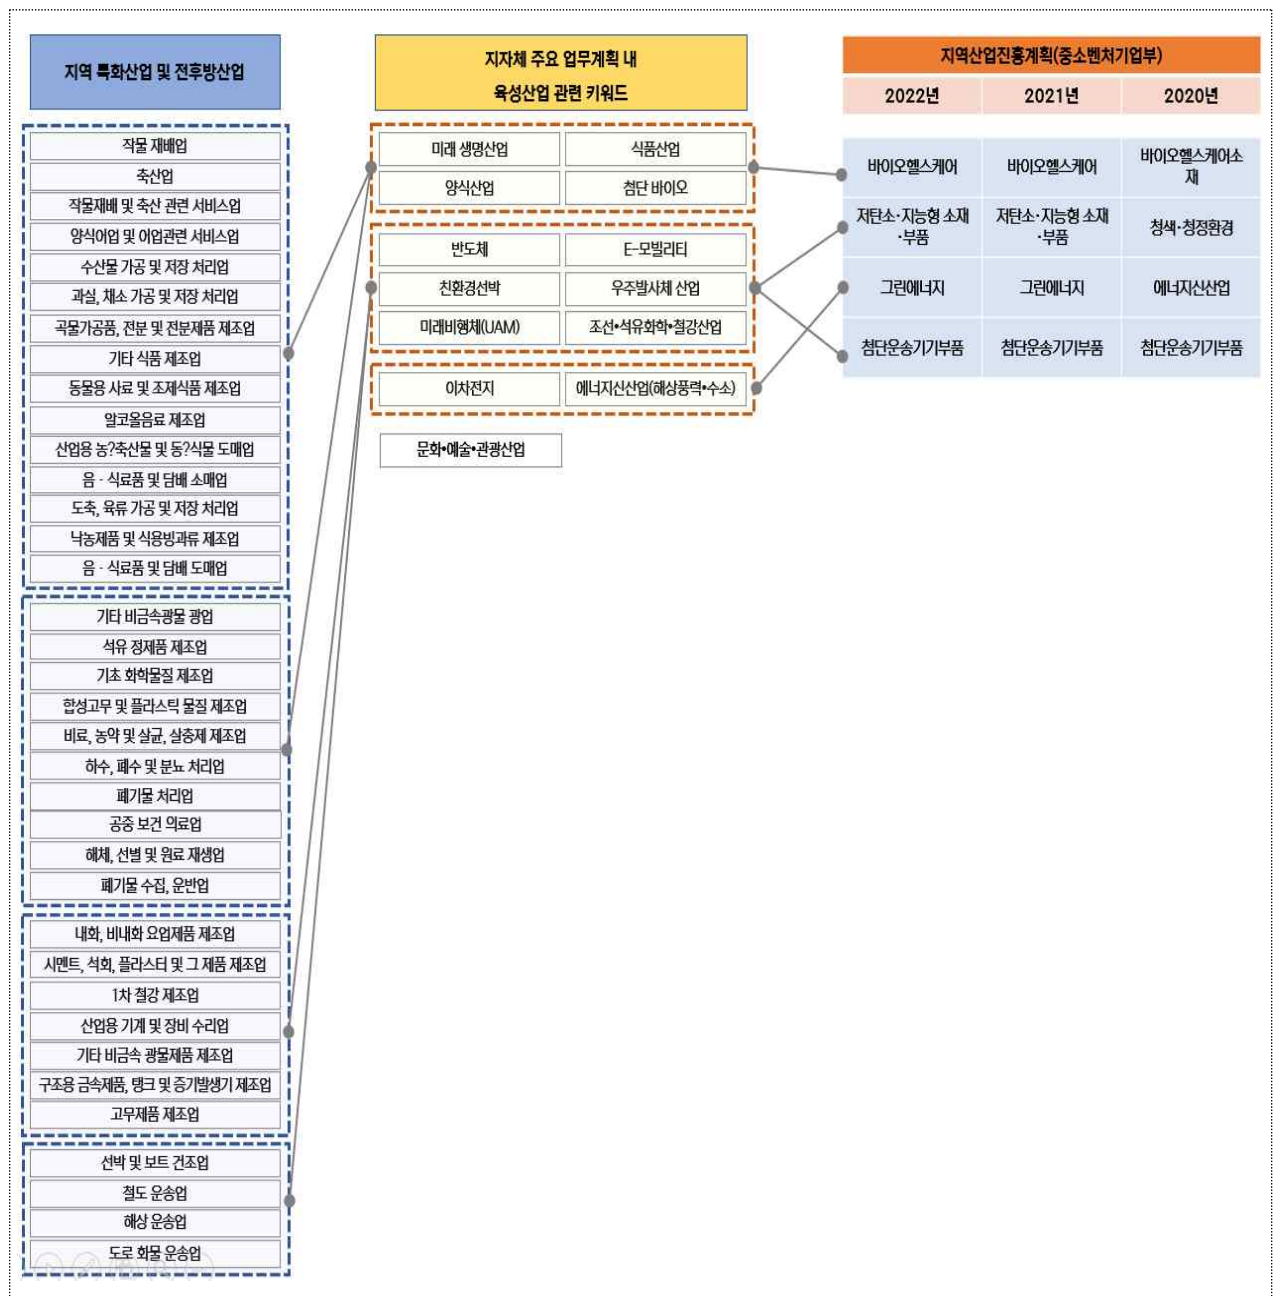 지역 특화산업 및 전후방산업
작물 재배업
축산업
작물재배 및 축산 관련 서비스업
양식어업 및 어업관련 서비스업
수산물 가공 및 저장 처리업
과실, 채소 가공 및 저장 처리업
곡물가공품, 전분 및 전분제품 제조업
기타 식품 제조업
동물용 사료 및 조제식품 제조업
알코올음료 제조업
산업용 농?축산물 및 동?식물 도매업
음·식료품 및 담배 소매업
도축, 육류 가공 및 저장 처리업
낙농제품 및 식용빙과류 제조업
음·식료품 및 담배 도매업
기타 비금속광물 광업
석유 정제품 제조업
기초 화학물질 제조업
합성고무 및 플라스틱 물질 제조업
비료, 농약 및 살균, 살충제 제조업
하수, 폐수 및 분뇨 처리업
폐기물 처리업
공중 보건 의료업
해체, 선별 및 원료 재생업
폐기물 수집, 운반업
내화, 비내화 요업제품 제조업
시멘트, 석회, 플라스터 및 그 제품 제조업
1차 철강 제조업
산업용 기계 및 장비 수리업
기타 비금속 광물제품 제조업
구조용 금속제품, 탱크 및 증기발생기 제조업
고무제품 제조업
선박 및 보트 건조업
철도 운송업
해상 운송업
도로 화물 운송업
지자체 주요 업무계획 내
육성산업 관련 키워드
미래 생명산업
식품산업
양식산업
첨단 바이오
반도체
E-모빌리티
친환경선박
우주발사체 산업
미래비행체(UAM)
조선•석유화학•철강산업
이차전지
에너지신산업(해상풍력•수소)
문화•예술•관광산업
지역산업진흥계획(중소벤처기업부)
2022년
2021년
2020년
바이오헬스케어
바이오헬스케어
바이오헬스케어소
재
저탄소·지능형 소재
·부품
저탄소·지능형 소재
·부품
청색·청정환경
그린에너지
그린에너지
에너지신산업
첨단운송기기부품
첨단운송기기부품
첨단운송기기부품